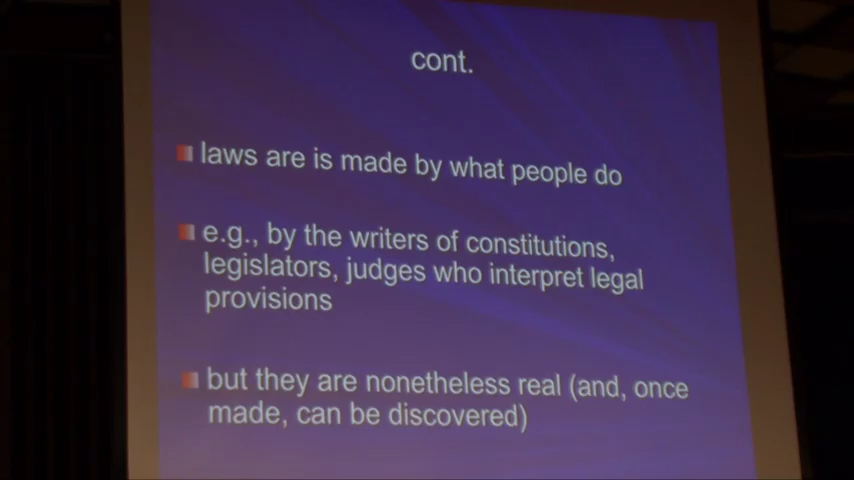 cont.
laws are is made by what people do
e.g., by the writers of constitutions,
legislators, judges who interpret legal
provisions
but they are nonetheless real (and, once
made, can be discovered)